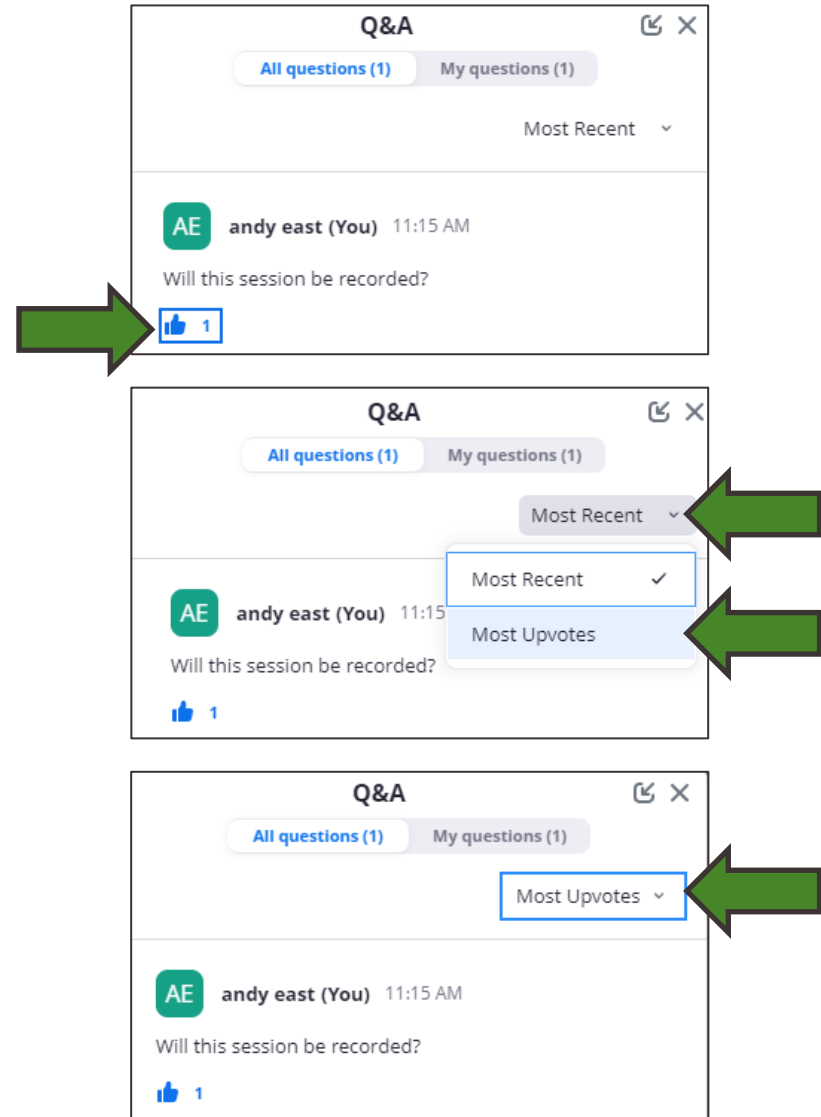 Q&A
All questions (1) My questions (1)
Most Recent
AE andy east (You) 11:15 AM
Will this session be recorded?
1
Q&A
All questions (1) My questions (1)
Most Recent
Most Recent
AE andy east (You) 11:15
Most Upvotes
Will this session be recorded?
1
Q&A
All questions (1) My questions (1)
Most Upvotes
AE andy east (You) 11:15 AM
Will this session be recorded?
1